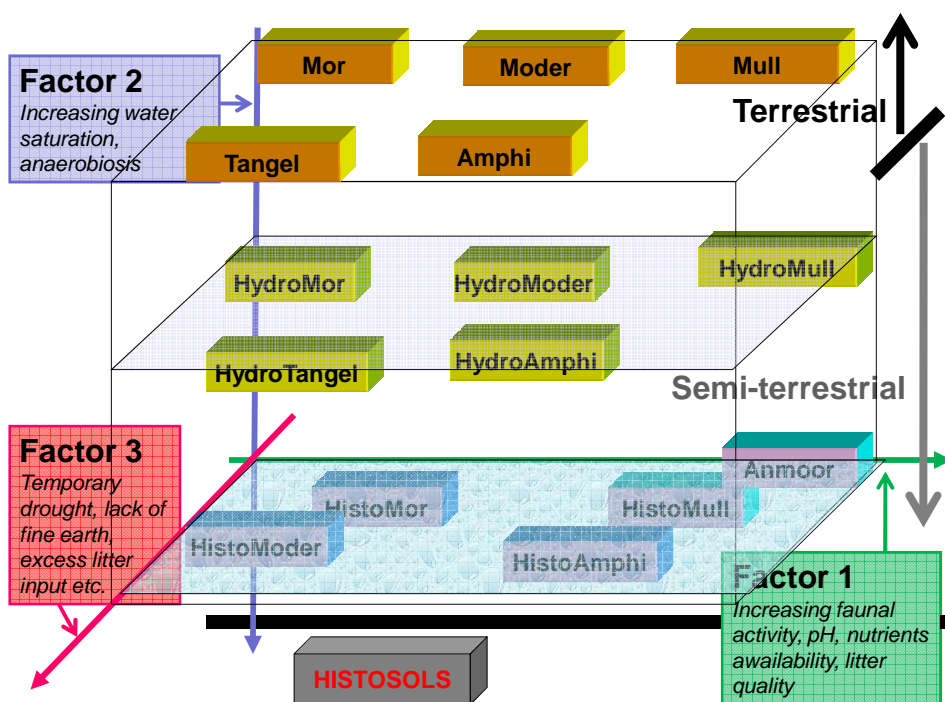 Mor
Moder
Mull
Factor 2
Increasing water
saturation,
anaerobiosis
Terrestrial
Tangel
Amphi
HydroMor
HydroModer
HydroMull
HydroTangel
HydroAmphi
Semi-terrestrial
Factor 3
Temporary
drought, lack of
fine earth,
excess litter
input etc.
Anmoor
HistoMor
HistoMull
HistoModer
HistoAmphi
Factor 1
Increasing faunal
activity, pH, nutrients
awailability, litter
quality
HISTOSOLS